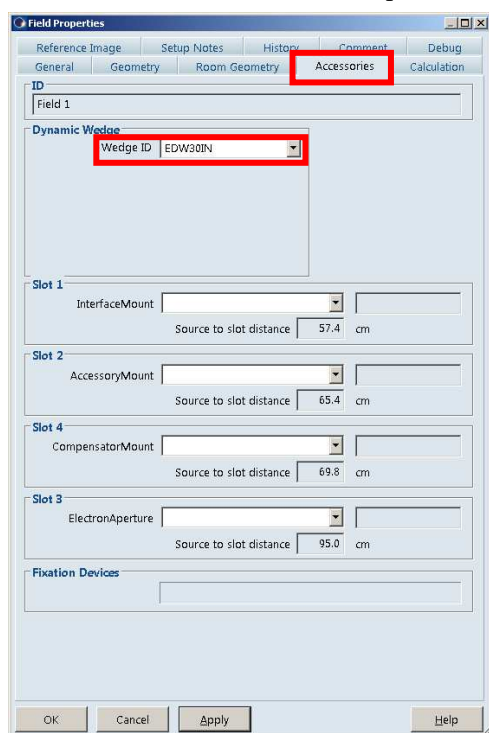 Field Properties
Reference Image Setup Notes History Comment Debug
General Geometry Room Geometry Accessories Calculation
ID
Field 1
Dynamic Wedge
Wedge ID EDW30IN
Slot 1
InterfaceMount
Source to slot distance 57.4 cm
Slot 2
AccessoryMount
Source to slot distance 65.4 cm
Slot 4
CompensatorMount
Source to slot distance 69.8 cm
Slot 3
ElectronAperture
Source to slot distance 95.0 cm
Fixation Devices
OK Cancel Apply Help